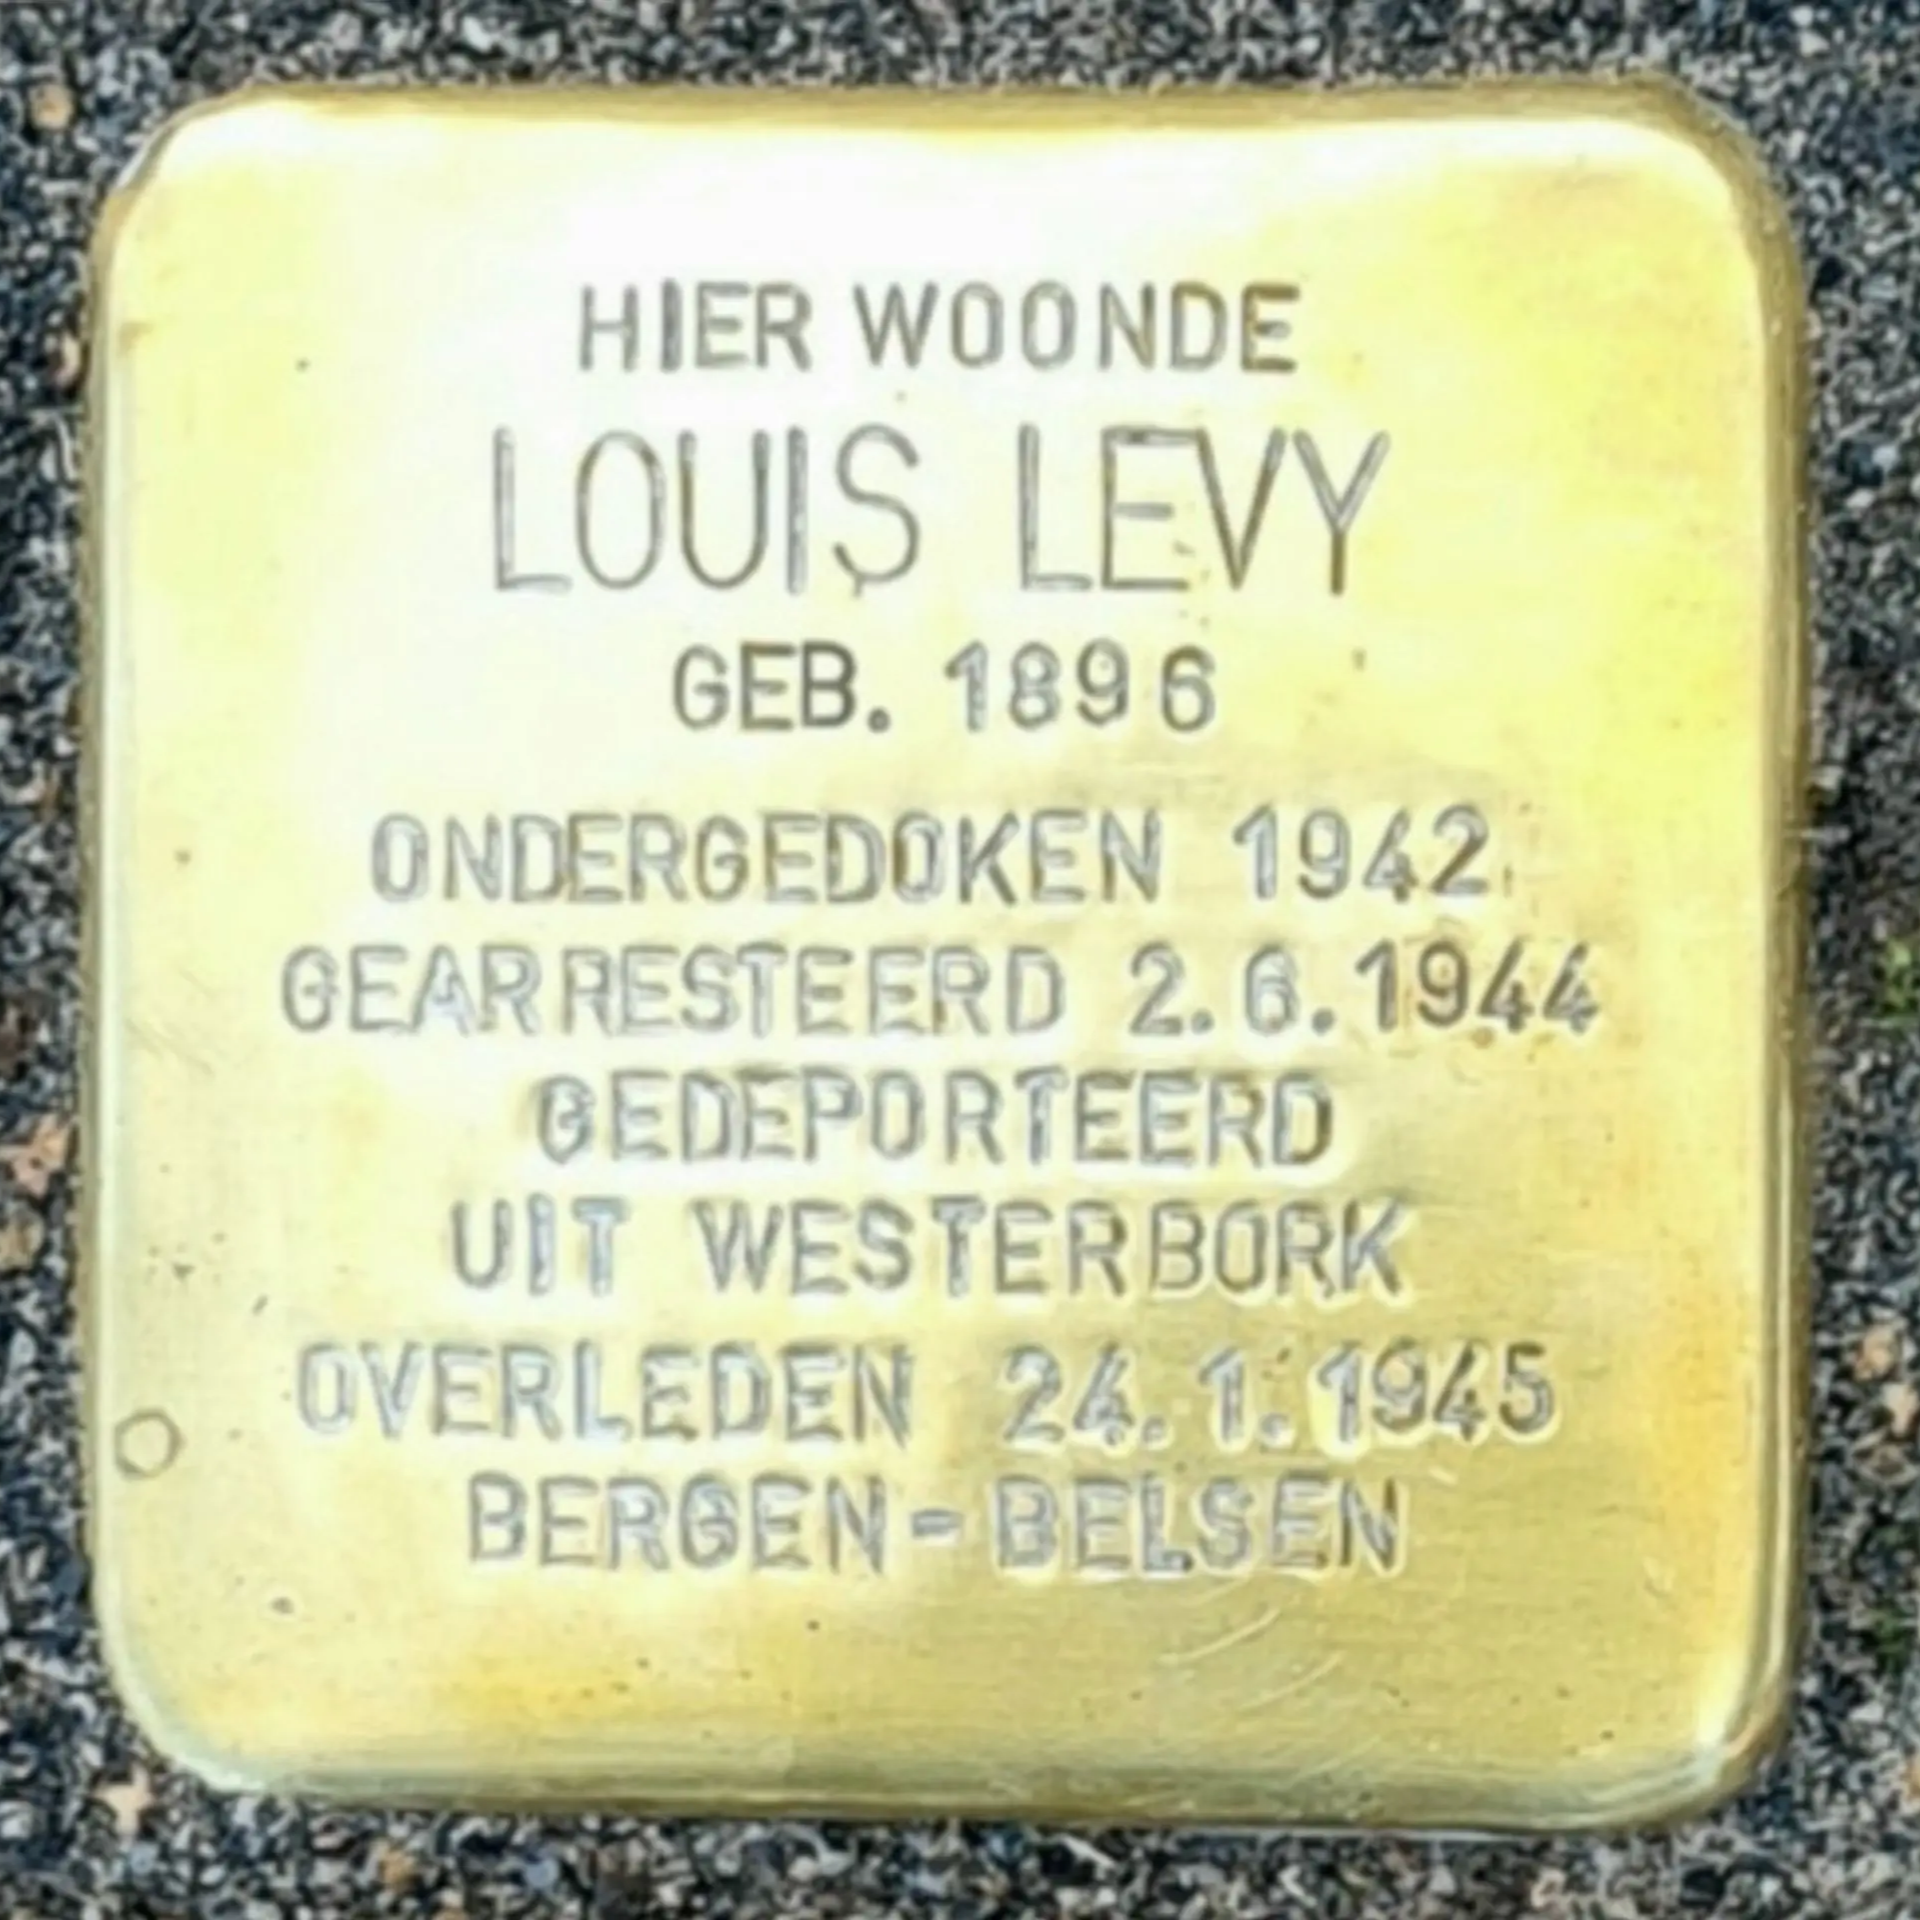 HIER WOONDE
LOUIS LEVY
GEB. 1896
ONDERGEDOKEN 1942
GEARRESTEERD 2.6.1944
GEDEPORTEERD
UIT WESTERBORK
OVERLEDEN 24.1.1945
BERGEN-BELSEN